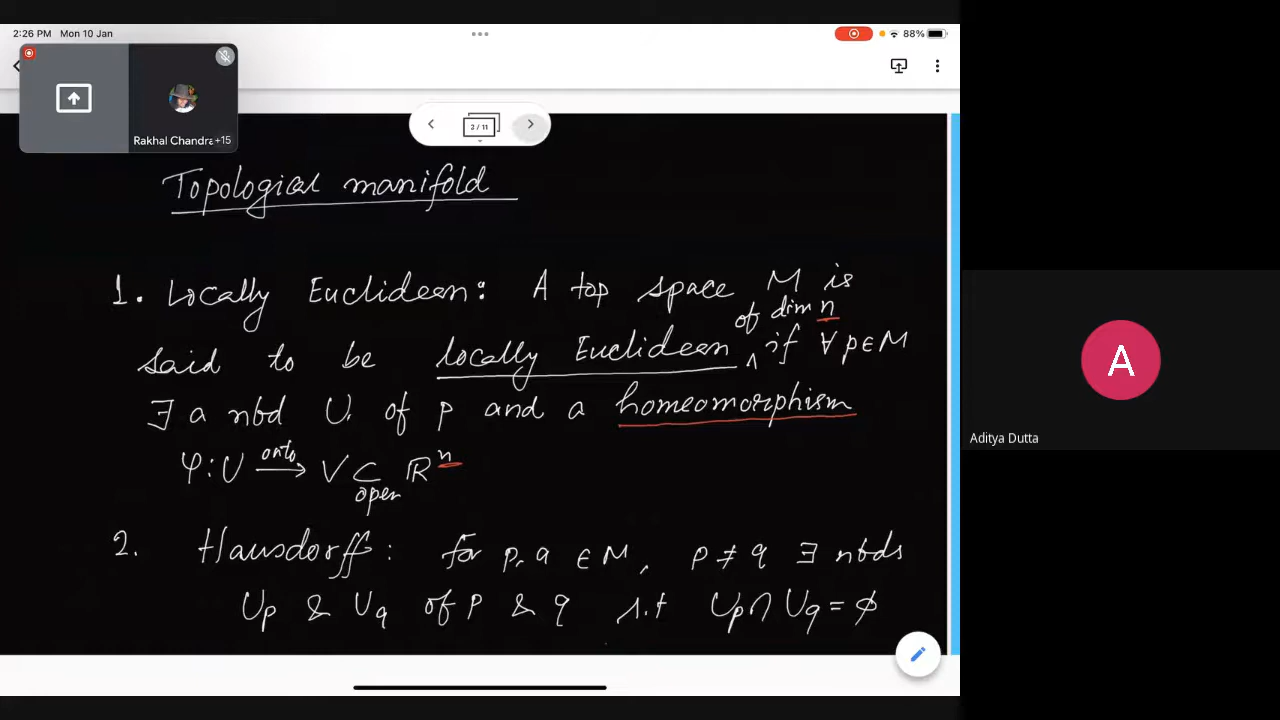 2:26 PM Mon 10 Jan
88%
Rakhal Chandra +15
2 / 11
Topological manifold
1. Locally Euclidean: A top space M is
of dim n
said to be locally Euclidean ∧ if ∀ p ∈ M
∃ a nbd U of p and a homeomorphism
φ: U onto → V ⊂ open ℝⁿ
2. Hausdorff: for p, q ∈ M, p ≠ q ∃ nbds
Up & Uq of p & q s.t Up ∩ Uq = ϕ
A
Aditya Dutta